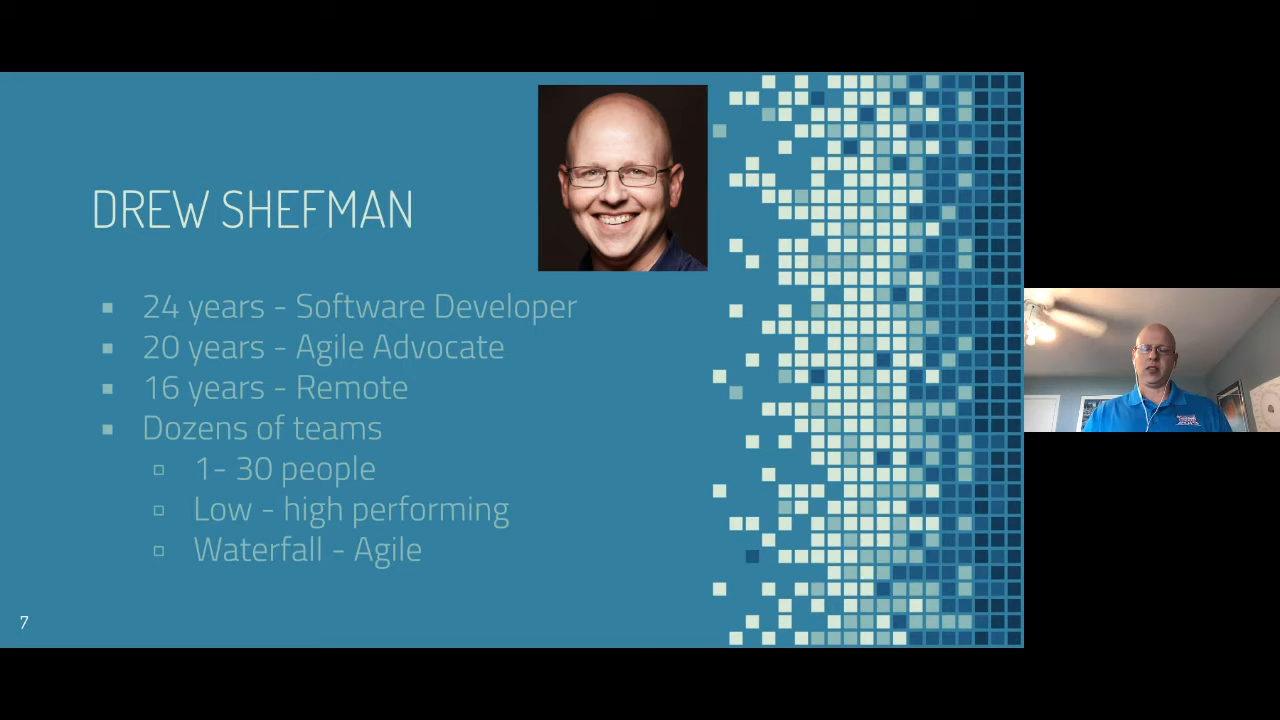 DREW SHEFMAN
24 years - Software Developer
20 years - Agile Advocate
16 years - Remote
Dozens of teams
1- 30 people
Low - high performing
Waterfall - Agile
7